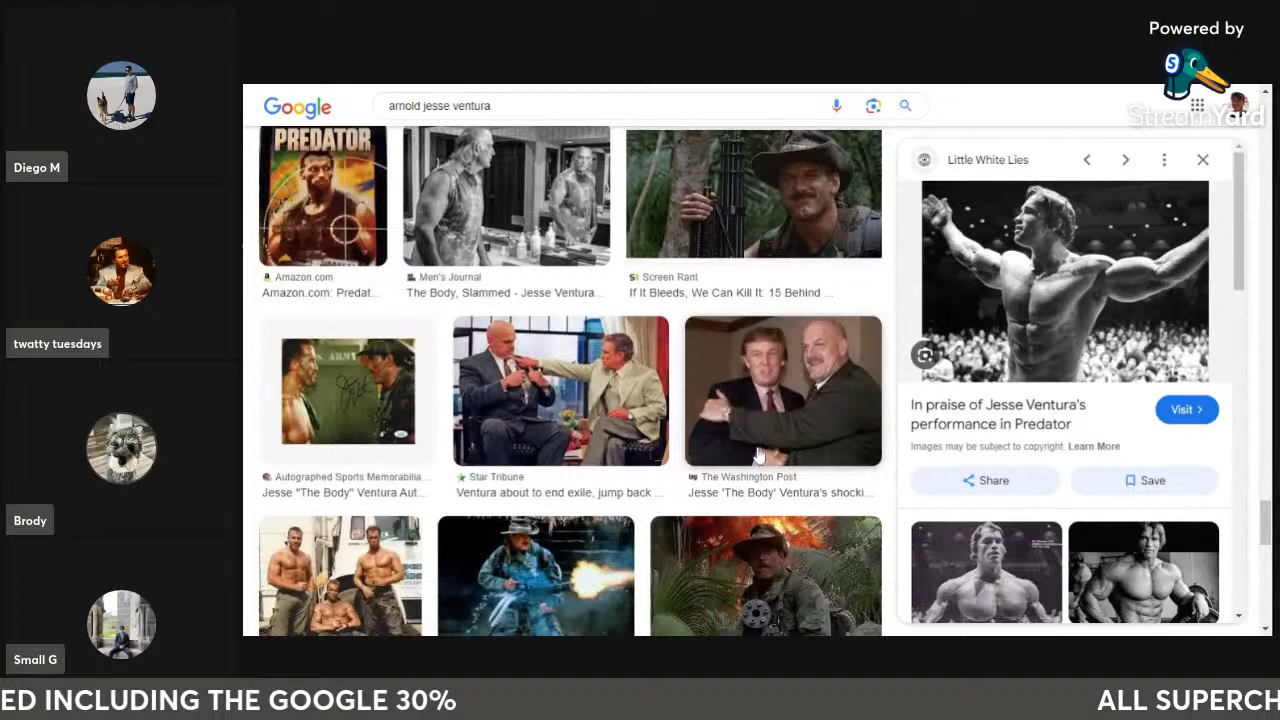 Powered by
S
StreamYard
Diego M
twatty tuesdays
Brody
Small G
Google
arnold jesse ventura
PREDATOR
Amazon.com
Amazon.com: Predat...
Men's Journal
The Body, Slammed - Jesse Ventura...
Screen Rant
If It Bleeds, We Can Kill It: 15 Behind ...
S ARMY
Autographed Sports Memorabilia ...
Jesse "The Body" Ventura Aut...
Star Tribune
Ventura about to end exile, jump back ...
wp
The Washington Post
Jesse 'The Body' Ventura's shocki...
Little White Lies
In praise of Jesse Ventura's
performance in Predator
Visit
Images may be subject to copyright. Learn More
Share
Save
ED INCLUDING THE GOOGLE 30%
ALL SUPERCH